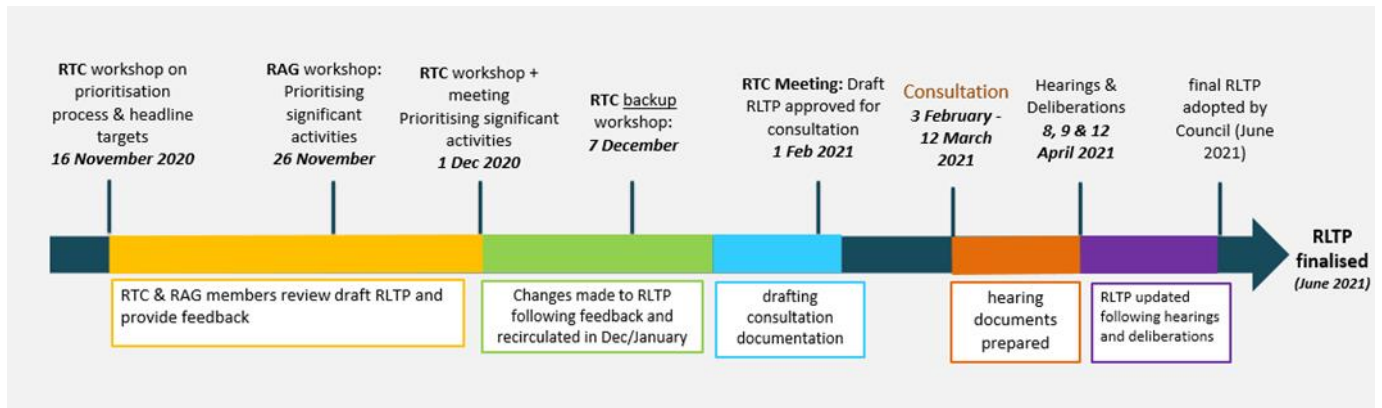 RTC workshop on
prioritisation
process & headline
targets
16 November 2020
RAG workshop:
Prioritising
significant
activities
26 November
RTC workshop +
meeting
Prioritising significant
activities
1 Dec 2020
RTC backup
workshop:
7 December
RTC Meeting: Draft
RLTP approved for
consultation
1 Feb 2021
Consultation
3 February -
12 March
2021
Hearings &
Deliberations
8, 9 & 12
April 2021
final RLTP
adopted by
Council (June
2021)
RLTP
finalised
(June 2021)
RTC & RAG members review draft RLTP and
provide feedback
Changes made to RLTP
following feedback and
recirculated in Dec/January
drafting
consultation
documentation
hearing
documents
prepared
RLTP updated
following hearings
and deliberations